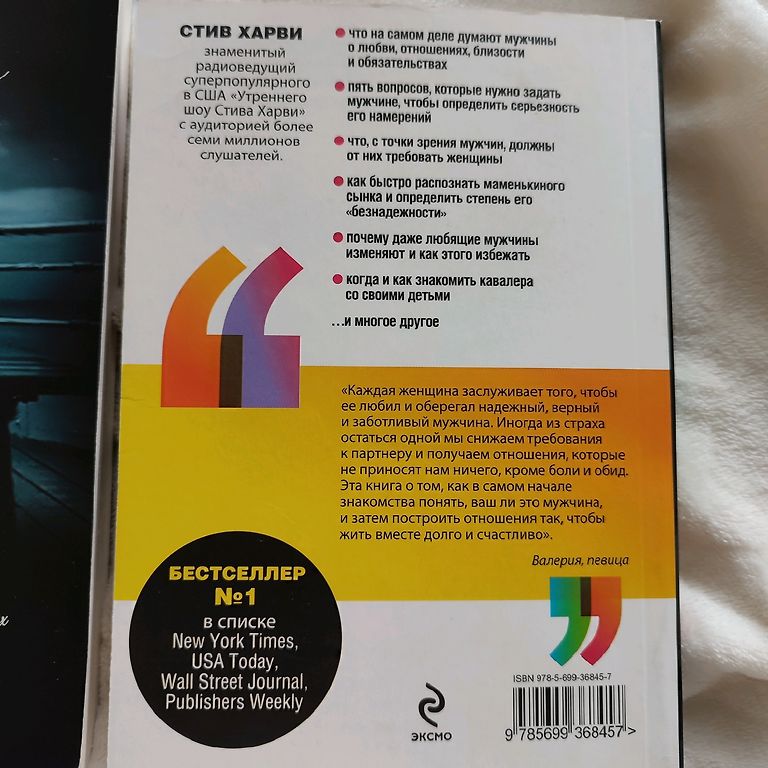 СТИВ ХАРВИ
знаменитый
радиоведущий
суперпопулярного
в США «Утреннего
шоу Стива Харви»
с аудиторией более
семи миллионов
слушателей.
что на самом деле думают мужчины
о любви, отношениях, близости
и обязательствах
пять вопросов, которые нужно задать
мужчине, чтобы определить серьезность
его намерений
что, с точки зрения мужчин, должны
от них требовать женщины
как быстро распознать маменькиного
сынка и определить степень его
«безнадежности»
почему даже любящие мужчины
изменяют и как этого избежать
когда и как знакомить кавалера
со своими детьми
...и многое другое
«Каждая женщина заслуживает того, чтобы
ее любил и оберегал надежный, верный
и заботливый мужчина. Иногда из страха
остаться одной мы снижаем требования
к партнеру и получаем отношения, которые
не приносят нам ничего, кроме боли и обид.
Эта книга о том, как в самом начале
знакомства понять, ваш ли это мужчина,
и затем построить отношения так, чтобы
жить вместе долго и счастливо».
Валерия, певица
БЕСТСЕЛЛЕР
№1
в списке
New York Times,
USA Today,
Wall Street Journal,
Publishers Weekly
ЭКСМО
ISBN 978-5-699-36845-7
9 785699 368457 >